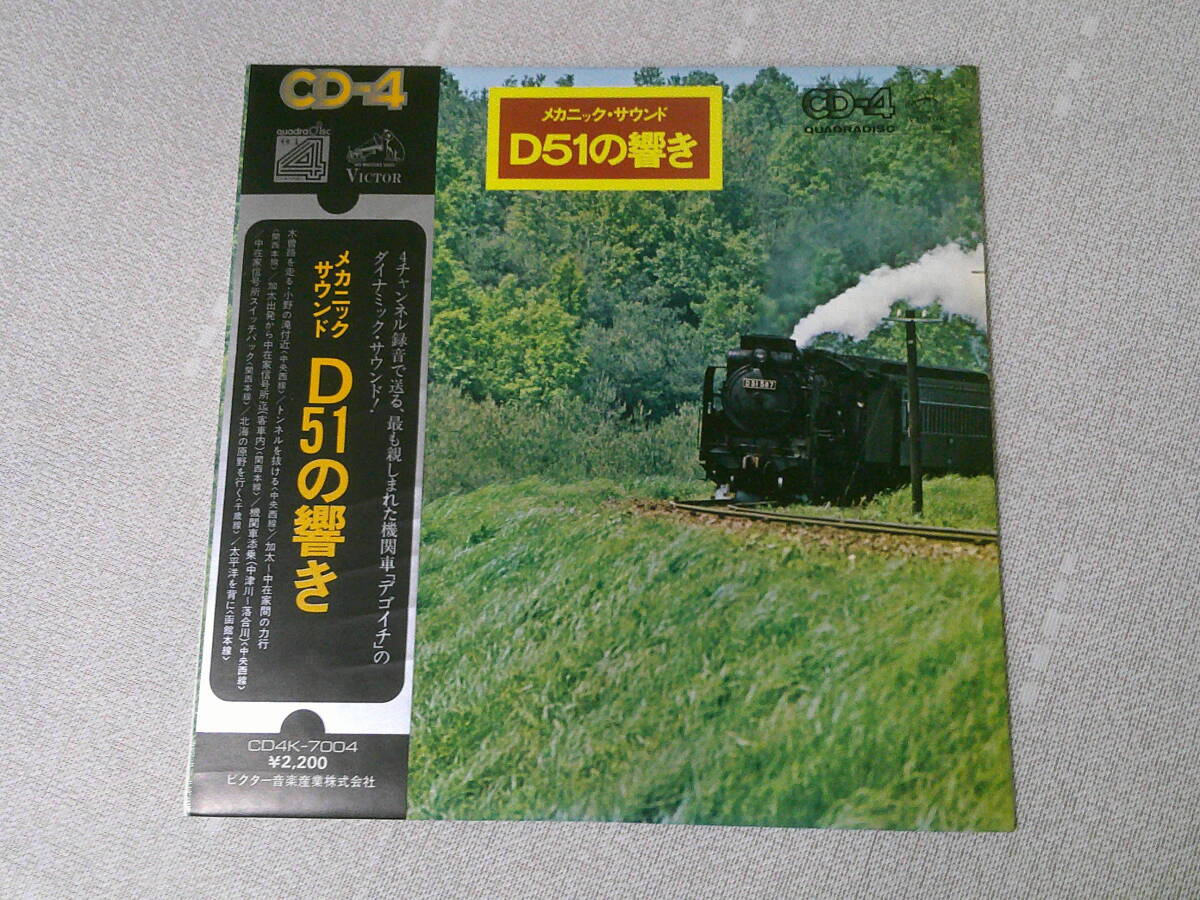 CD-4
quadradisc
4
HIS MASTER'S VOICE
VICTOR
4チャンネル録音で送る、最も親しまれた機関車「デゴイチ」の
ダイナミック・サウンド!
メカニック
サウンド
D51の響き
木曽路を走る・小野の滝付近〈中央西線〉/トンネルを抜ける〈中央西線〉/加太〜中在家間の力行
〈関西本線〉/加太出発から中在家信号所迄(客車内)〈関西本線〉/機関車添乗(中津川〜落合川)〈中央西線〉
/中在家信号所スイッチバック〈関西本線〉/北海の原野を行く〈千歳線〉/太平洋を背に〈函館本線〉
CD4K-7004
¥2,200
ビクター音楽産業株式会社
メカニック・サウンド
D51の響き
CD-4
QUADRADISC
D51 587